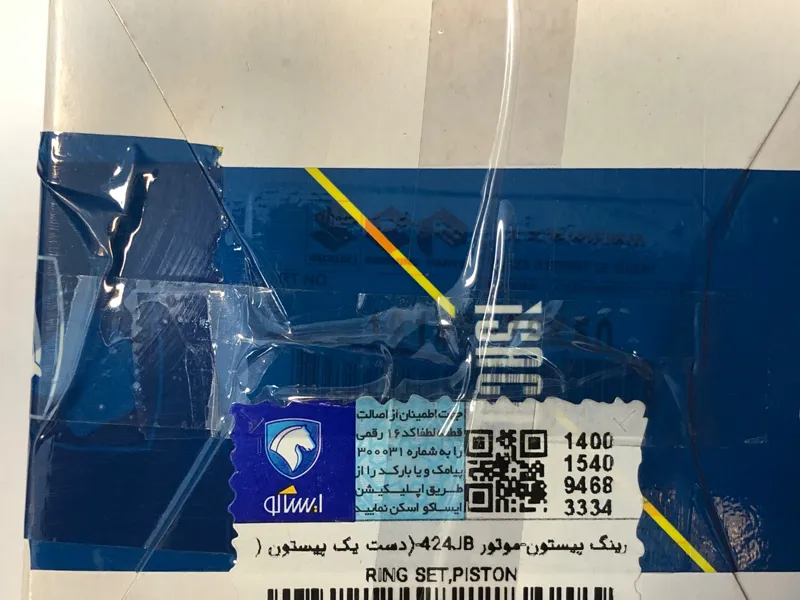 ISAC
جهت اطمینان از اصالت
قطعه لطفا کد ۱۶ رقمی
را به شماره ۳۰۰۰۳۱
پیامک و یا بارکد را از
طریق اپلیکیشن
ایساکو اسکن نمایید
ایساکو
1400
1540
9468
3334
رینگ پیستون-موتور 424JB-(دست یک پیستون (
RING SET,PISTON